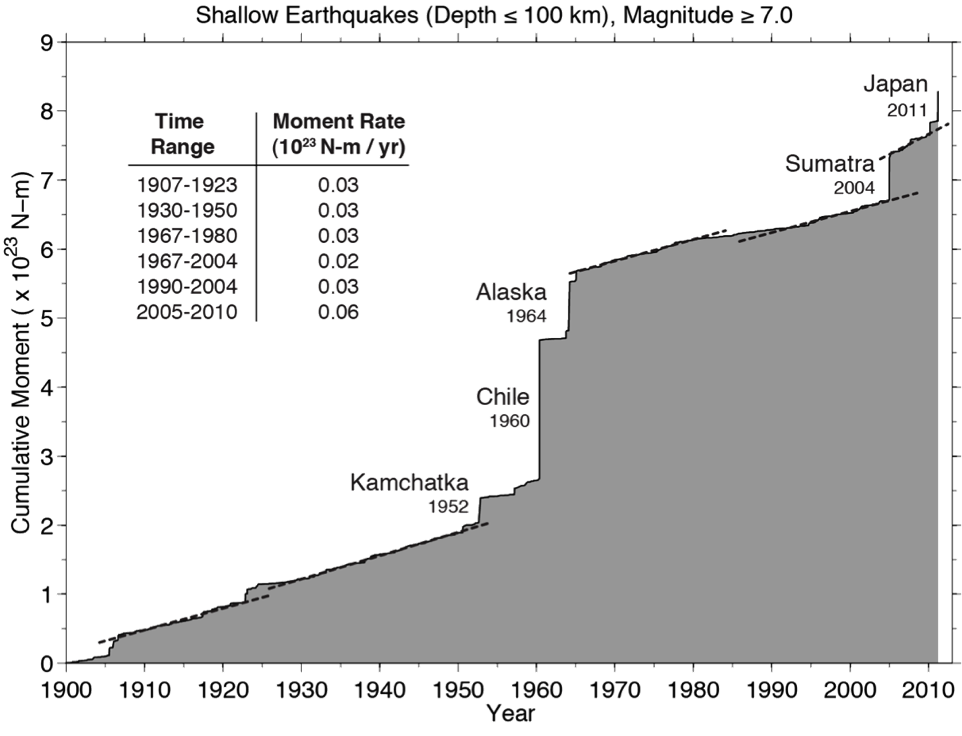 Shallow Earthquakes (Depth ≤ 100 km), Magnitude ≥ 7.0
Cumulative Moment ( x 10²³ N−m)
9
8
7
6
5
4
3
2
1
0
Time Range Moment Rate (10²³ N-m / yr)
1907-1923 0.03
1930-1950 0.03
1967-1980 0.03
1967-2004 0.02
1990-2004 0.03
2005-2010 0.06
Japan
2011
Sumatra
2004
Alaska
1964
Chile
1960
Kamchatka
1952
1900 1910 1920 1930 1940 1950 1960 1970 1980 1990 2000 2010
Year